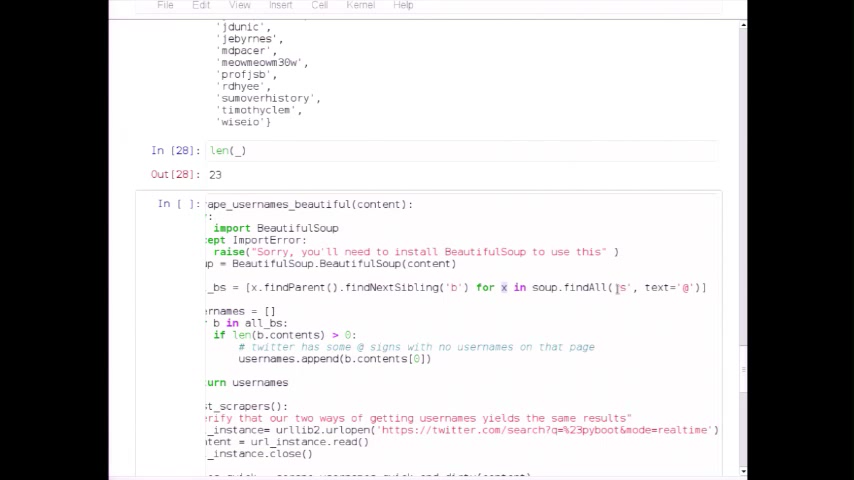 File Edit View Insert Cell Kernel Help
'jdunic',
'jebyrnes',
'mdpacer',
'meowmeowm30w',
'profjsb',
'rdhyee',
'sumoverhistory',
'timothyclem',
'wiseio'}
In [28]: len(_)
Out[28]: 23
In [ ]: rape_usernames_beautiful(content):
:
import BeautifulSoup
cept ImportError:
raise("Sorry, you'll need to install BeautifulSoup to use this" )
up = BeautifulSoup.BeautifulSoup(content)
_bs = [x.findParent().findNextSibling('b') for x in soup.findAll('s', text='@')]
ernames = []
r b in all_bs:
if len(b.contents) > 0:
# twitter has some @ signs with no usernames on that page
usernames.append(b.contents[0])
urn usernames
st_scrapers():
erify that our two ways of getting usernames yields the same results"
_instance= urllib2.urlopen('https://twitter.com/search?q=%23pyboot&mode=realtime')
tent = url_instance.read()
_instance.close()